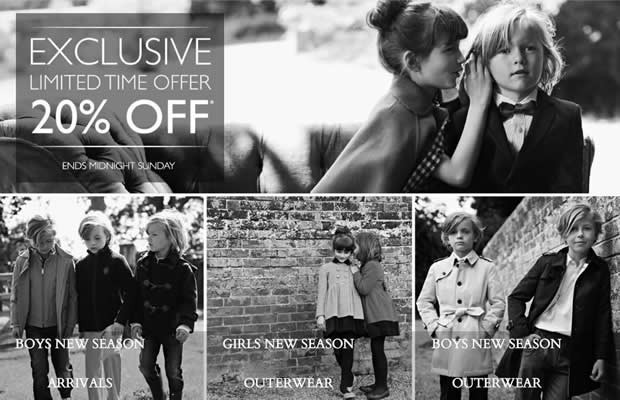 EXCLUSIVE
LIMITED TIME OFFER
20% OFF*
ENDS MIDNIGHT SUNDAY
BOYS NEW SEASON
ARRIVALS
GIRLS NEW SEASON
OUTERWEAR
BOYS NEW SEASON
OUTERWEAR